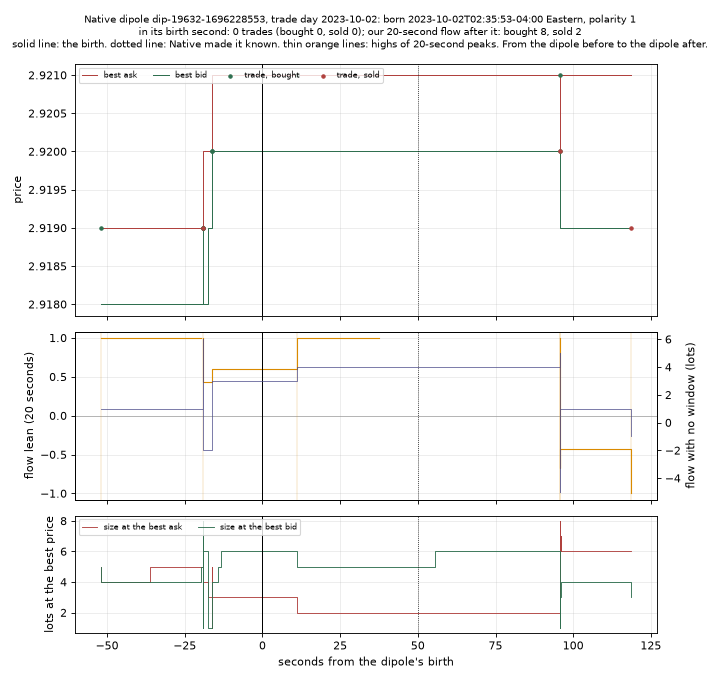 Native dipole dip-19632-1696228553, trade day 2023-10-02: born 2023-10-02T02:35:53-04:00 Eastern, polarity 1
in its birth second: 0 trades (bought 0, sold 0); our 20-second flow after it: bought 8, sold 2
solid line: the birth. dotted line: Native made it known. thin orange lines: highs of 20-second peaks. From the dipole before to the dipole after.
best ask best bid trade, bought trade, sold
2.9210
2.9205
2.9200
2.9195
2.9190
2.9185
2.9180
price
1.0
0.5
0.0
−0.5
−1.0
flow lean (20 seconds)
6
4
2
0
−2
−4
flow with no window (lots)
size at the best ask size at the best bid
8
6
4
2
lots at the best price
−50 −25 0 25 50 75 100 125
seconds from the dipole's birth